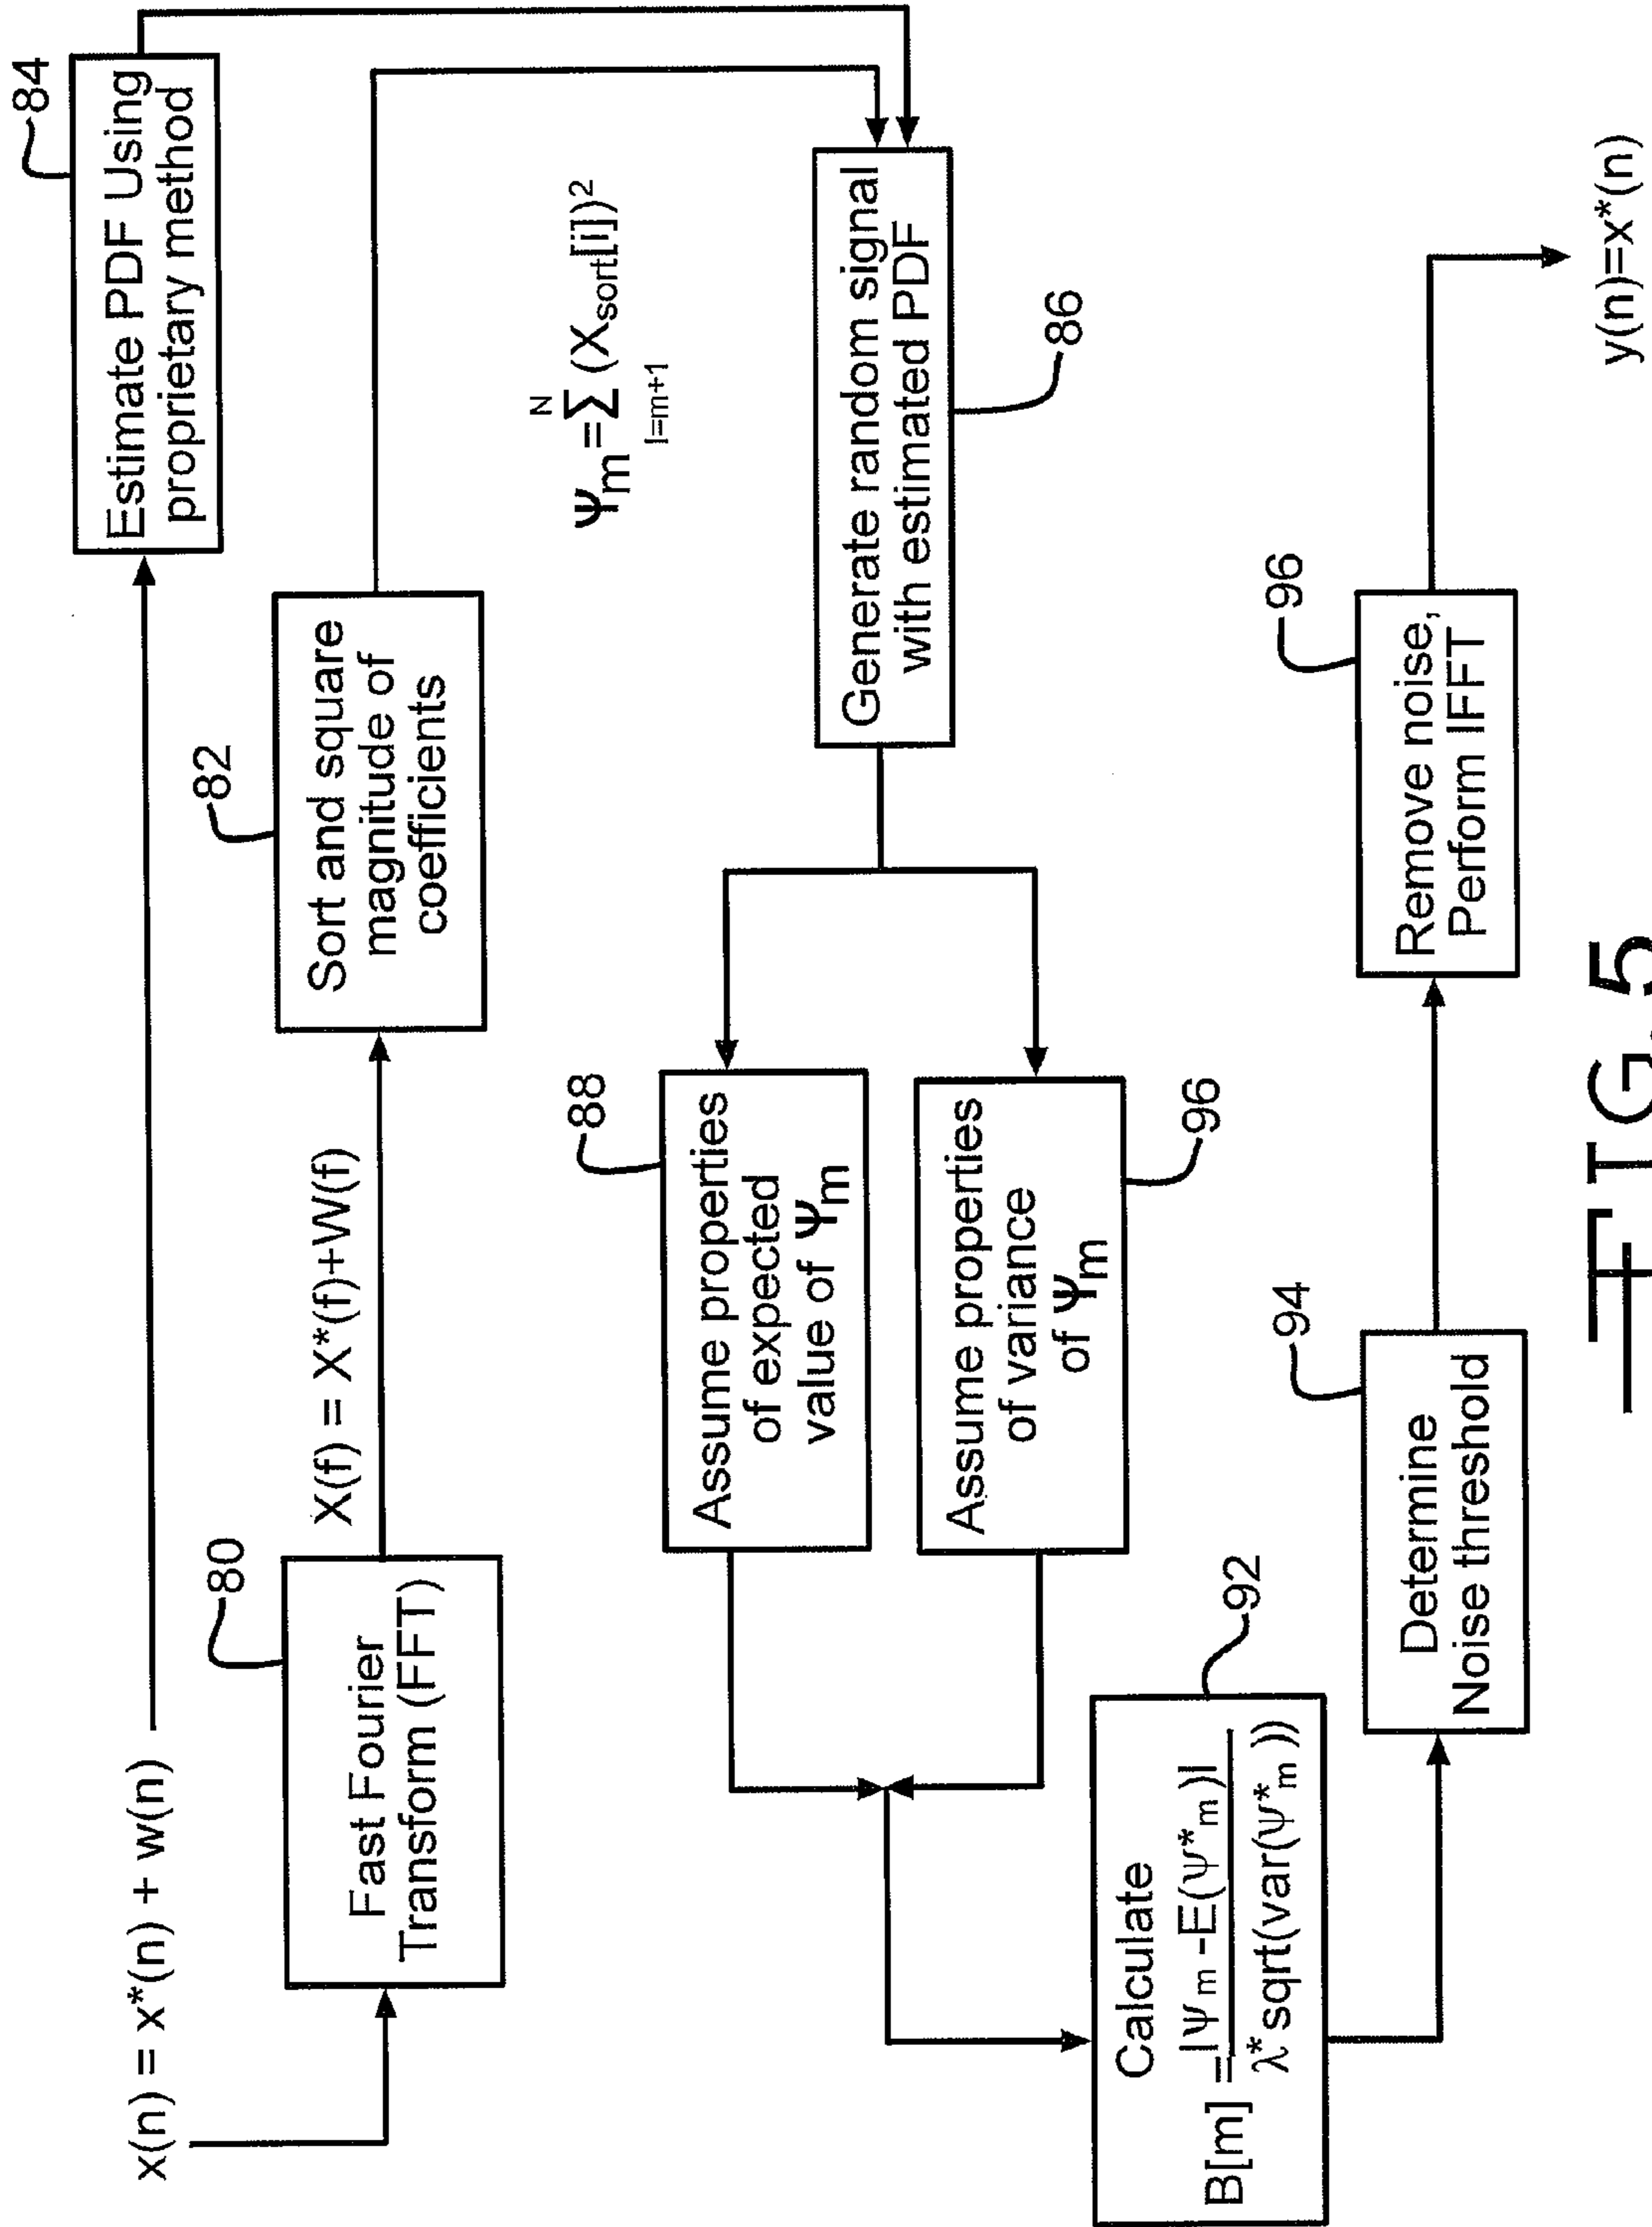 84
Estimate PDF Using
proprietary method
x(n) = x*(n) + w(n)
80
Fast Fourier
Transform (FFT)
X(f) = X*(f)+W(f)
82
Sort and square
magnitude of
coefficients
Ψm = Σ (Xsort[i])²
N
I=m+1
88
Assume properties
of expected
value of Ψm
Assume properties
of variance
of Ψm
96
Generate random signal
with estimated PDF
86
92
Calculate
B[m] = |Ψm -E(Ψ*m)|
λ* sqrt(var(Ψ*m))
94
Determine
Noise threshold
96
Remove noise,
Perform IFFT
y(n)=x*(n)
FIG.5